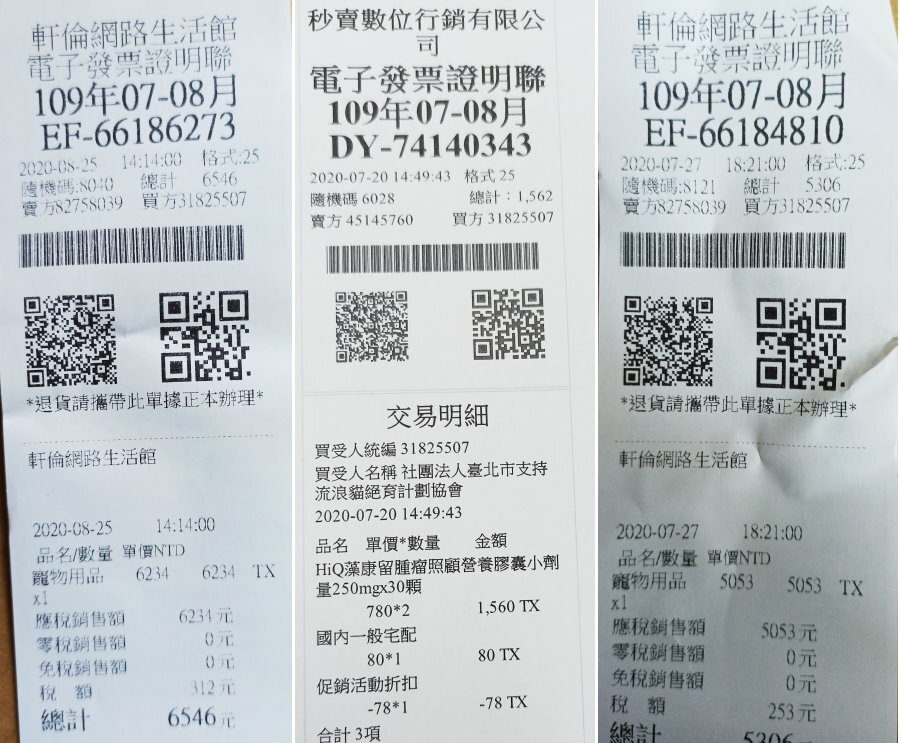 軒倫網路生活館
電子發票證明聯
109年07-08月
EF-66186273
2020-08-25 14:14:00 格式:25
隨機碼:8040 總計 6546
賣方82758039 買方31825507
*退貨請攜帶此單據正本辦理*
軒倫網路生活館
2020-08-25 14:14:00
品名/數量 單價NTD
寵物用品 6234 6234 TX
x1
應稅銷售額 6234元
零稅銷售額 0元
免稅銷售額 0元
稅 額 312元
總計 6546元
秒賣數位行銷有限公
司
電子發票證明聯
109年07-08月
DY-74140343
2020-07-20 14:49:43 格式 25
隨機碼 6028 總計：1,562
賣方 45145760 買方 31825507
交易明細
買受人統編 31825507
買受人名稱 社團法人臺北市支持
流浪貓絕育計劃協會
2020-07-20 14:49:43
品名 單價*數量 金額
HiQ藻康留腫瘤照顧營養膠囊小劑
量250mgx30顆
780*2 1,560 TX
國內一般宅配
80*1 80 TX
促銷活動折扣
-78*1 -78 TX
合計 3項
軒倫網路生活館
電子發票證明聯
109年07-08月
EF-66184810
2020-07-27 18:21:00 格式:25
隨機碼:8121 總計 5306
賣方82758039 買方31825507
*退貨請攜帶此單據正本辦理*
軒倫網路生活館
2020-07-27 18:21:00
品名/數量 單價NTD
寵物用品 5053 5053 TX
x1
應稅銷售額 5053元
零稅銷售額 0元
免稅銷售額 0元
稅 額 253元
總計 5306元